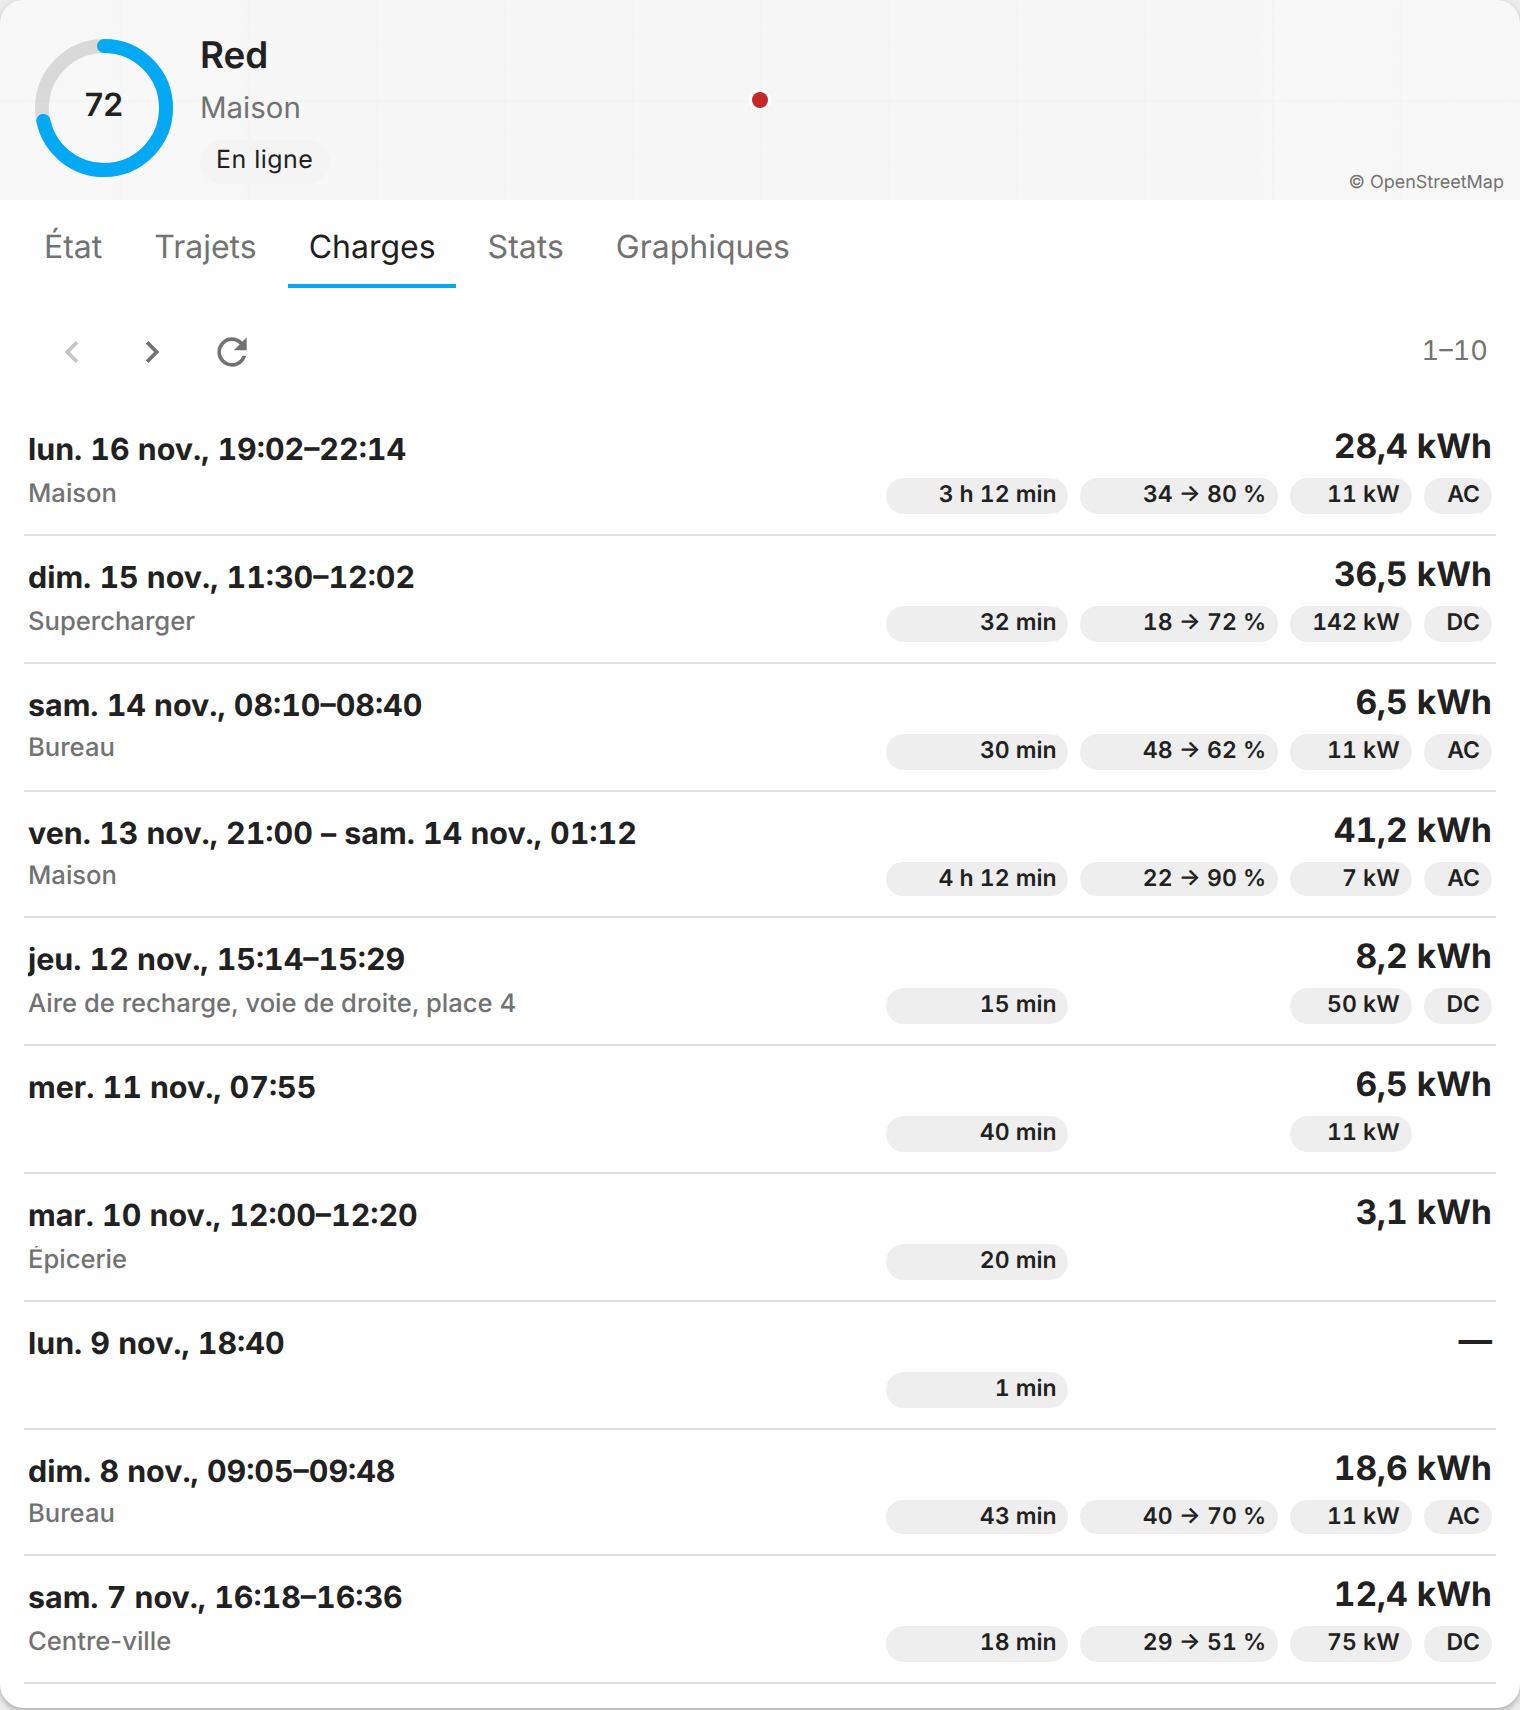 72
Red
Maison
En ligne
© OpenStreetMap
État Trajets Charges Stats Graphiques
1–10
lun. 16 nov., 19:02–22:14 28,4 kWh
Maison 3 h 12 min 34 → 80 % 11 kW AC
dim. 15 nov., 11:30–12:02 36,5 kWh
Supercharger 32 min 18 → 72 % 142 kW DC
sam. 14 nov., 08:10–08:40 6,5 kWh
Bureau 30 min 48 → 62 % 11 kW AC
ven. 13 nov., 21:00 – sam. 14 nov., 01:12 41,2 kWh
Maison 4 h 12 min 22 → 90 % 7 kW AC
jeu. 12 nov., 15:14–15:29 8,2 kWh
Aire de recharge, voie de droite, place 4 15 min 50 kW DC
mer. 11 nov., 07:55 6,5 kWh
40 min 11 kW
mar. 10 nov., 12:00–12:20 3,1 kWh
Épicerie 20 min
lun. 9 nov., 18:40 —
1 min
dim. 8 nov., 09:05–09:48 18,6 kWh
Bureau 43 min 40 → 70 % 11 kW AC
sam. 7 nov., 16:18–16:36 12,4 kWh
Centre-ville 18 min 29 → 51 % 75 kW DC